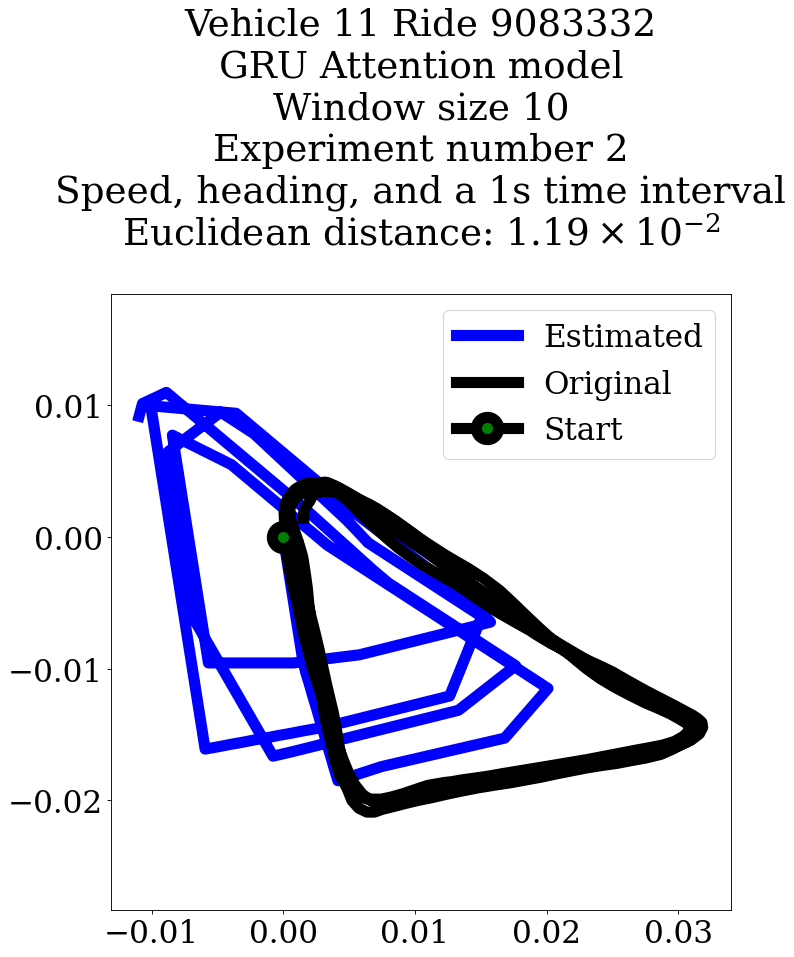 Vehicle 11 Ride 9083332
GRU Attention model
Window size 10
Experiment number 2
Speed, heading, and a 1s time interval
Euclidean distance: 1.19 × 10⁻²
Estimated
Original
Start
0.01
0.00
−0.01
−0.02
−0.01 0.00 0.01 0.02 0.03